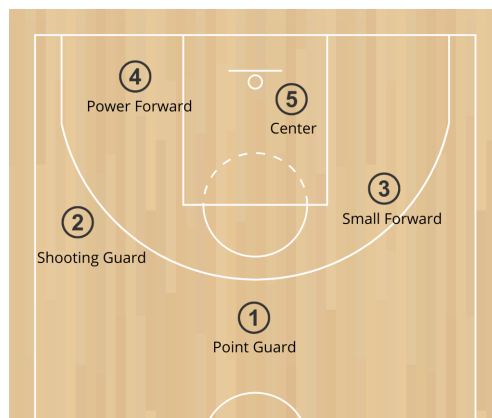 4
Power Forward
5
Center
3
Small Forward
2
Shooting Guard
1
Point Guard